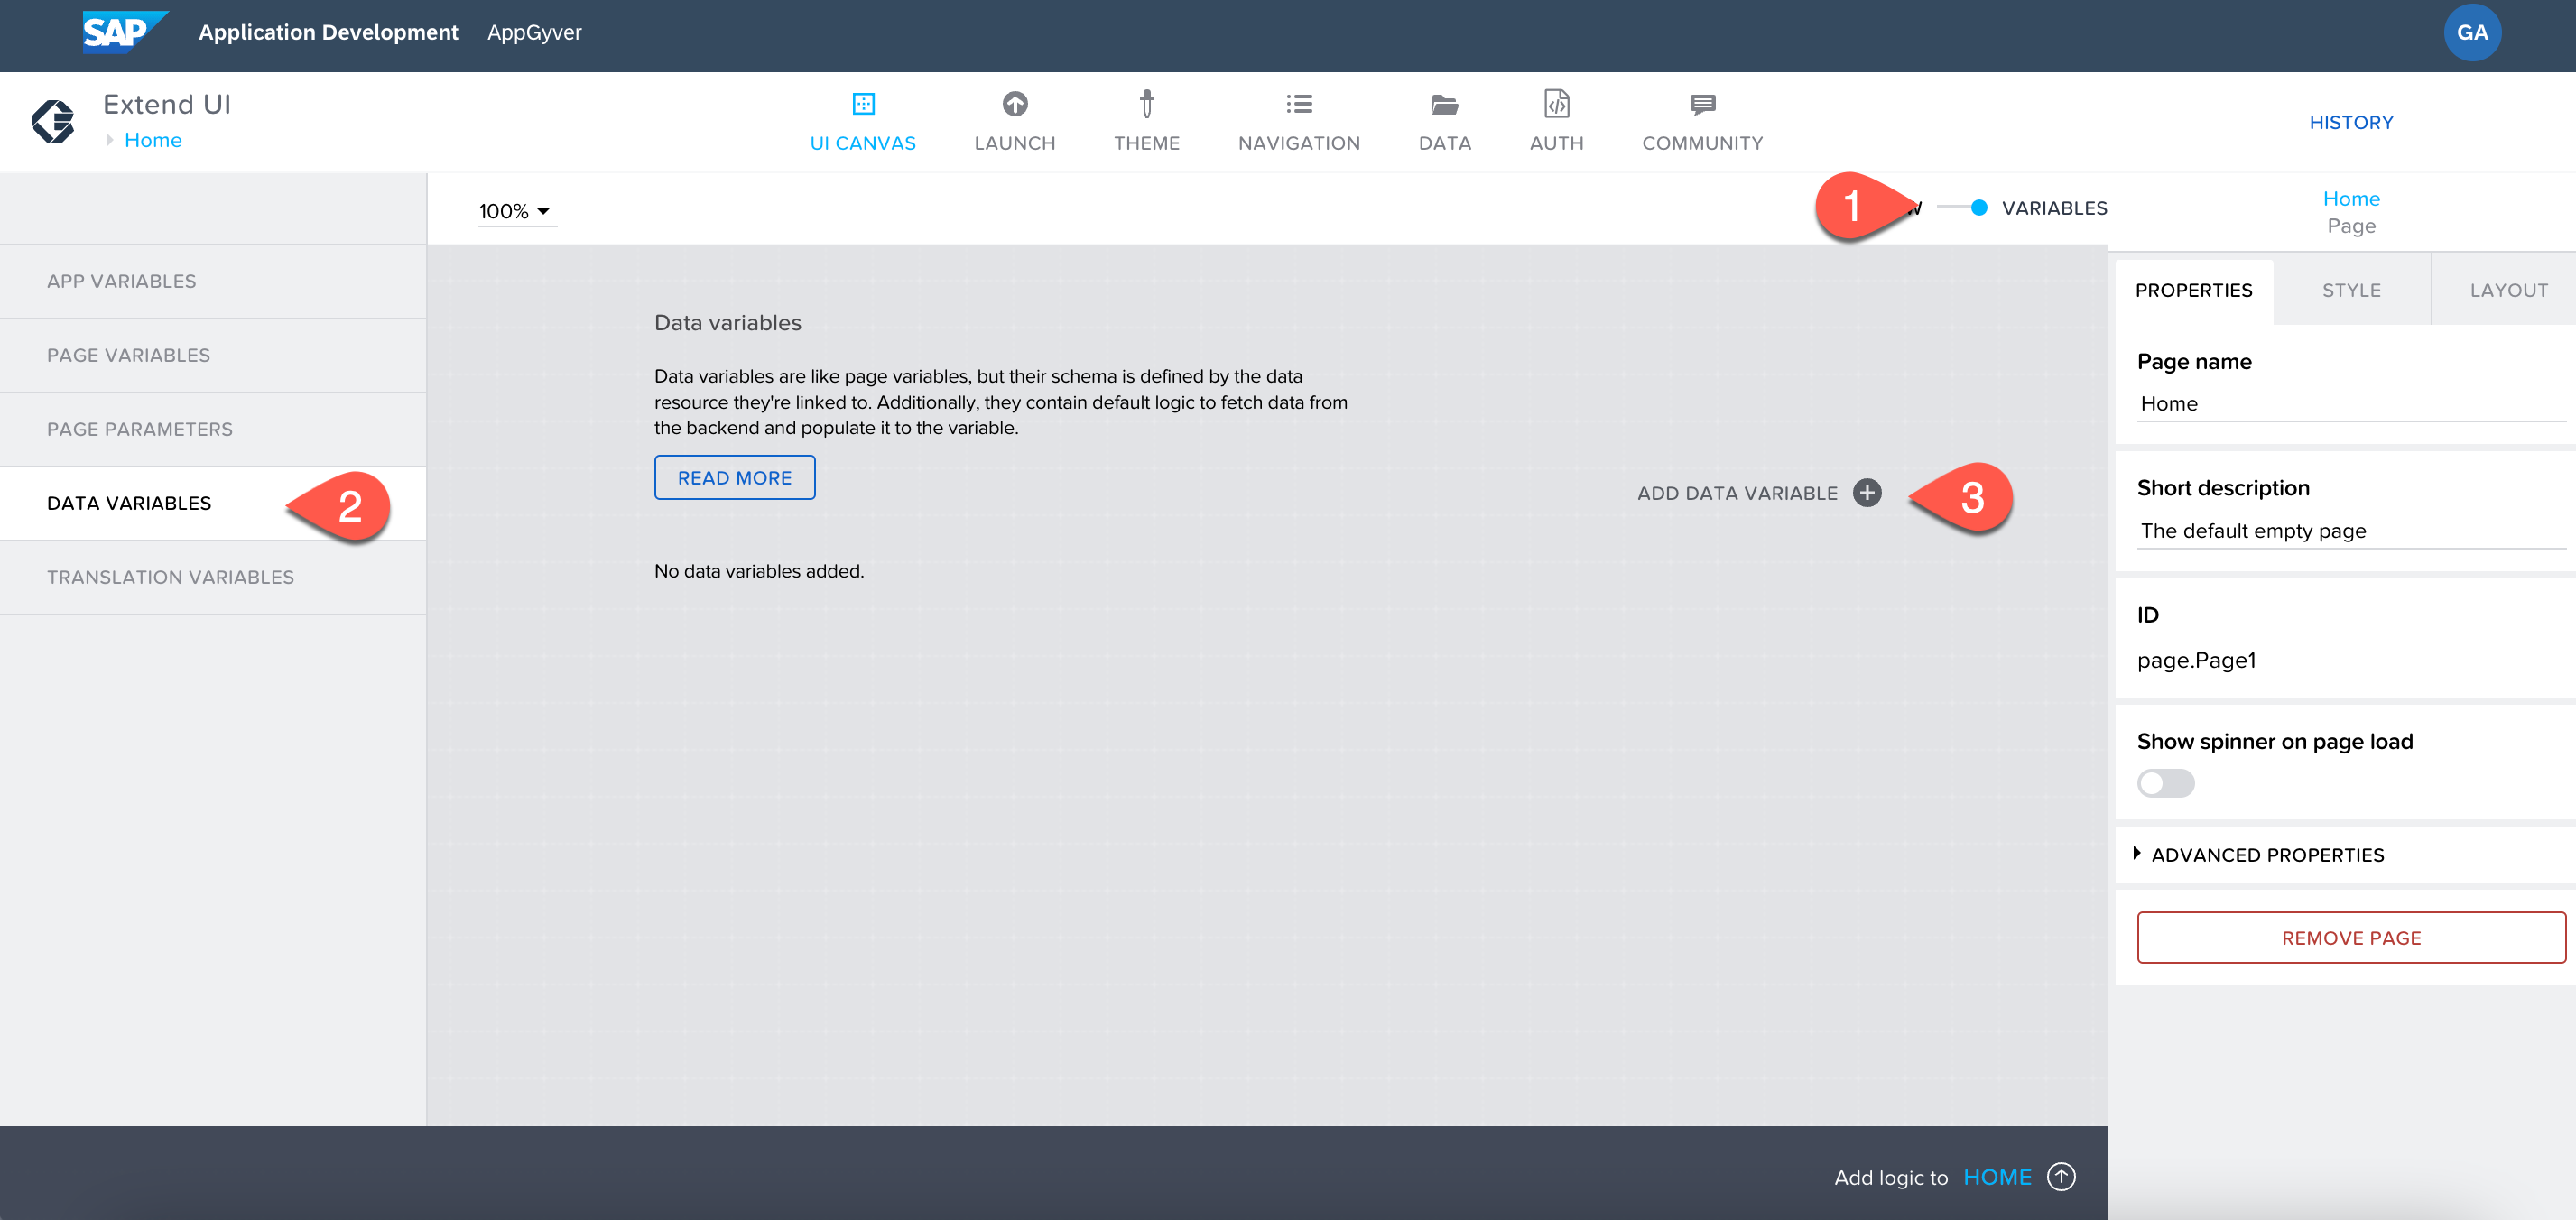 SAP Application Development AppGyver
GA
Extend UI
Home
UI CANVAS
LAUNCH
THEME
NAVIGATION
DATA
AUTH
COMMUNITY
HISTORY
100%
1
VARIABLES
Home
Page
APP VARIABLES
PAGE VARIABLES
PAGE PARAMETERS
DATA VARIABLES
2
TRANSLATION VARIABLES
Data variables
Data variables are like page variables, but their schema is defined by the data
resource they're linked to. Additionally, they contain default logic to fetch data from
the backend and populate it to the variable.
READ MORE
ADD DATA VARIABLE
3
No data variables added.
PROPERTIES
STYLE
LAYOUT
Page name
Home
Short description
The default empty page
ID
page.Page1
Show spinner on page load
ADVANCED PROPERTIES
REMOVE PAGE
Add logic to HOME